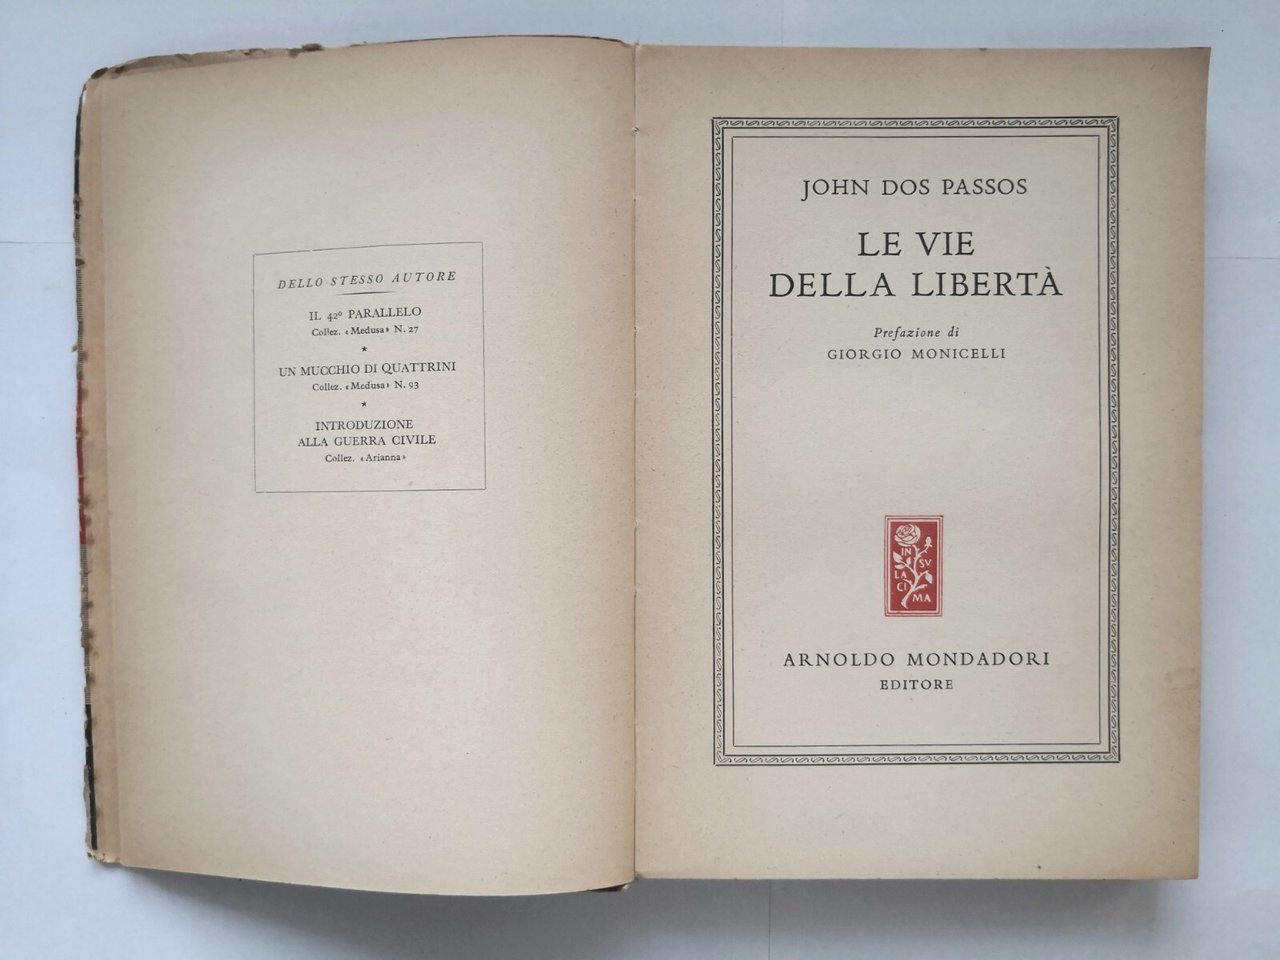 DELLO STESSO AUTORE
IL 42º PARALLELO
Collez. «Medusa» N. 27
*
UN MUCCHIO DI QUATTRINI
Collez. «Medusa» N. 93
*
INTRODUZIONE
ALLA GUERRA CIVILE
Collez. «Arianna»
JOHN DOS PASSOS
LE VIE
DELLA LIBERTÀ
Prefazione di
GIORGIO MONICELLI
IN
SV
LA
CI
MA
ARNOLDO MONDADORI
EDITORE